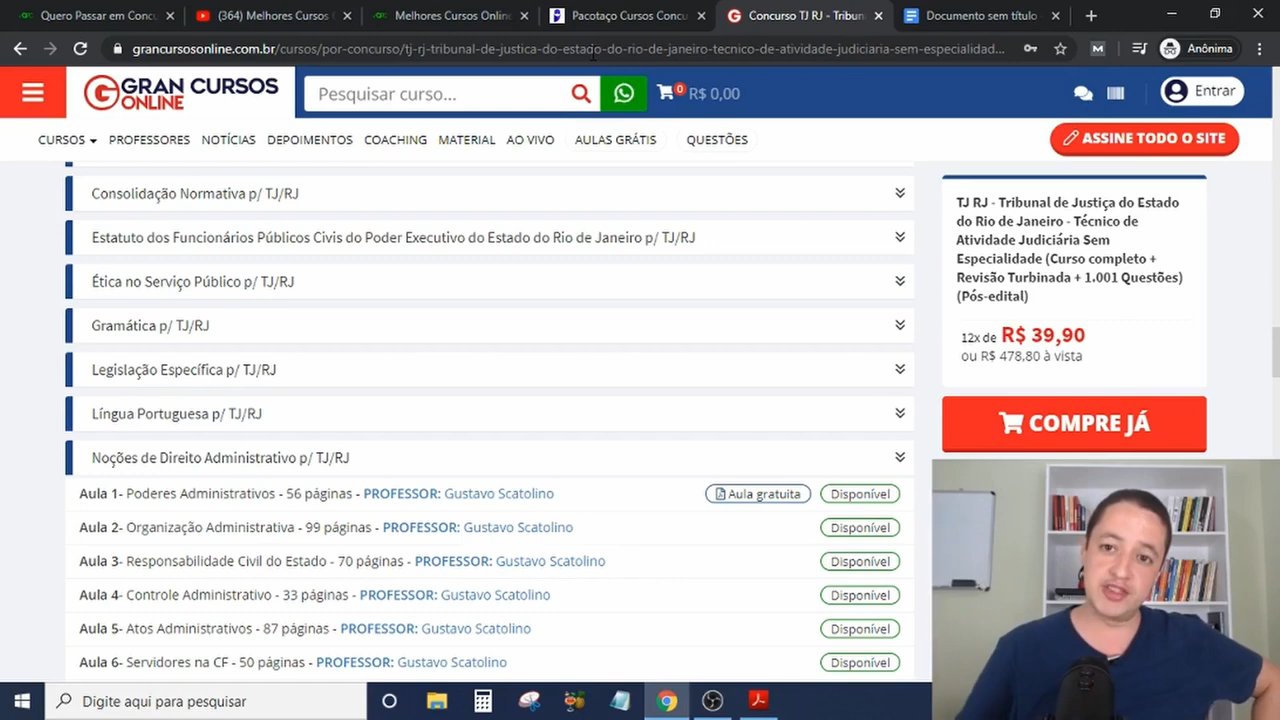 Quero Passar em Conc
(364) Melhores Cursos
Melhores Cursos Online
Pacotaço Cursos Concu
Concurso TJ RJ - Tribun
Documento sem título
grancursosonline.com.br/cursos/por-concurso/tj-rj-tribunal-de-justica-do-estado-do-rio-de-janeiro-tecnico-de-atividade-judiciaria-sem-especialidad...
M
Anônima
GRAN CURSOS
ONLINE
Pesquisar curso...
0
R$ 0,00
Entrar
CURSOS
PROFESSORES
NOTÍCIAS
DEPOIMENTOS
COACHING
MATERIAL
AO VIVO
AULAS GRÁTIS
QUESTÕES
ASSINE TODO O SITE
Consolidação Normativa p/ TJ/RJ
Estatuto dos Funcionários Públicos Civis do Poder Executivo do Estado do Rio de Janeiro p/ TJ/RJ
Ética no Serviço Público p/ TJ/RJ
Gramática p/ TJ/RJ
Legislação Específica p/ TJ/RJ
Língua Portuguesa p/ TJ/RJ
Noções de Direito Administrativo p/ TJ/RJ
Aula 1- Poderes Administrativos - 56 páginas - PROFESSOR: Gustavo Scatolino
Aula gratuita
Disponível
Aula 2- Organização Administrativa - 99 páginas - PROFESSOR: Gustavo Scatolino
Disponível
Aula 3- Responsabilidade Civil do Estado - 70 páginas - PROFESSOR: Gustavo Scatolino
Disponível
Aula 4- Controle Administrativo - 33 páginas - PROFESSOR: Gustavo Scatolino
Disponível
Aula 5- Atos Administrativos - 87 páginas - PROFESSOR: Gustavo Scatolino
Disponível
Aula 6- Servidores na CF - 50 páginas - PROFESSOR: Gustavo Scatolino
Disponível
TJ RJ - Tribunal de Justiça do Estado
do Rio de Janeiro - Técnico de
Atividade Judiciária Sem
Especialidade (Curso completo +
Revisão Turbinada + 1.001 Questões)
(Pós-edital)
12x de R$ 39,90
ou R$ 478,80 à vista
COMPRE JÁ
Digite aqui para pesquisar